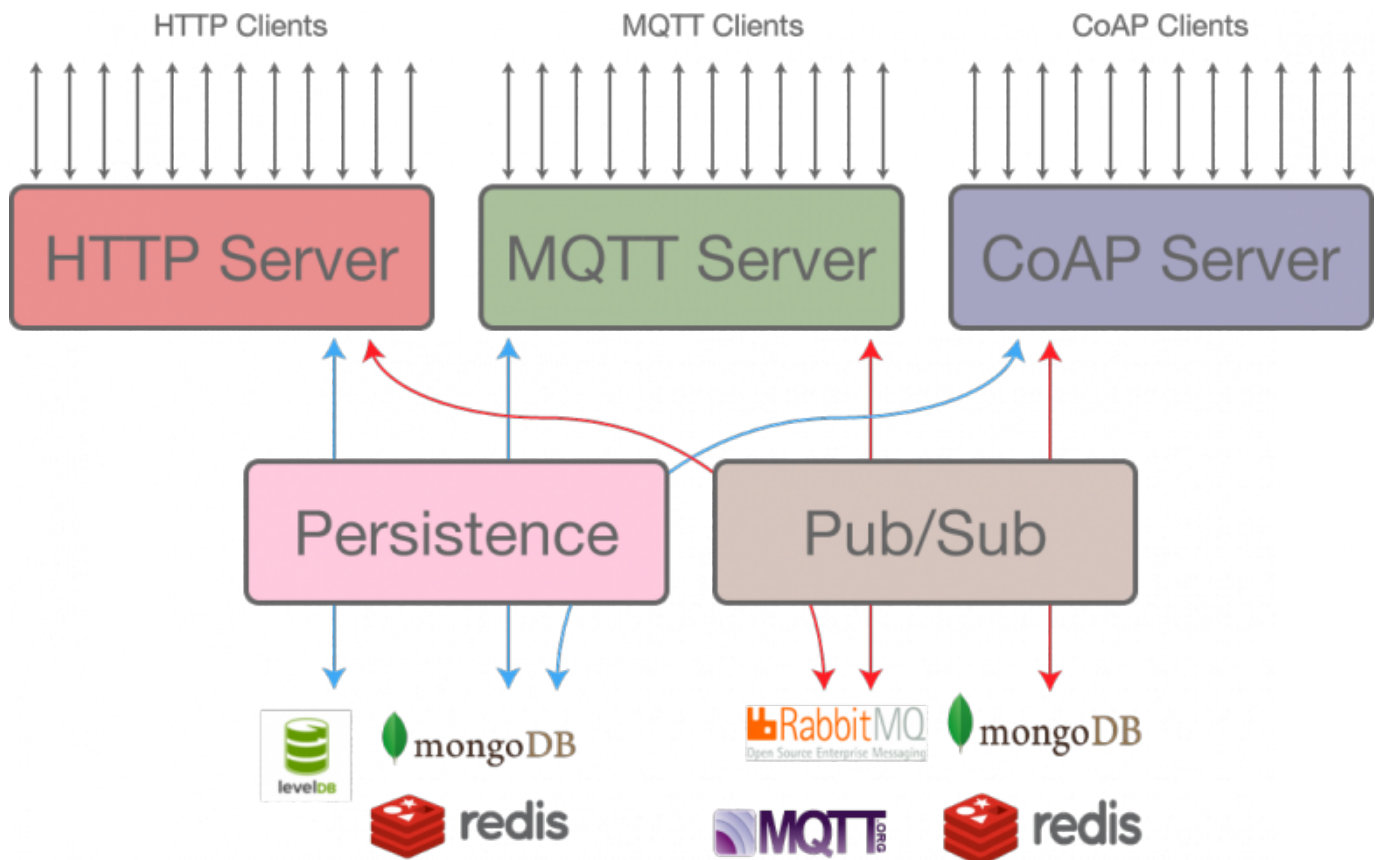 HTTP Clients
MQTT Clients
CoAP Clients
HTTP Server
MQTT Server
CoAP Server
Persistence
Pub/Sub
levelDB
mongoDB
redis
RabbitMQ
Open Source Enterprise Messaging
mongoDB
MQTT.ORG
redis